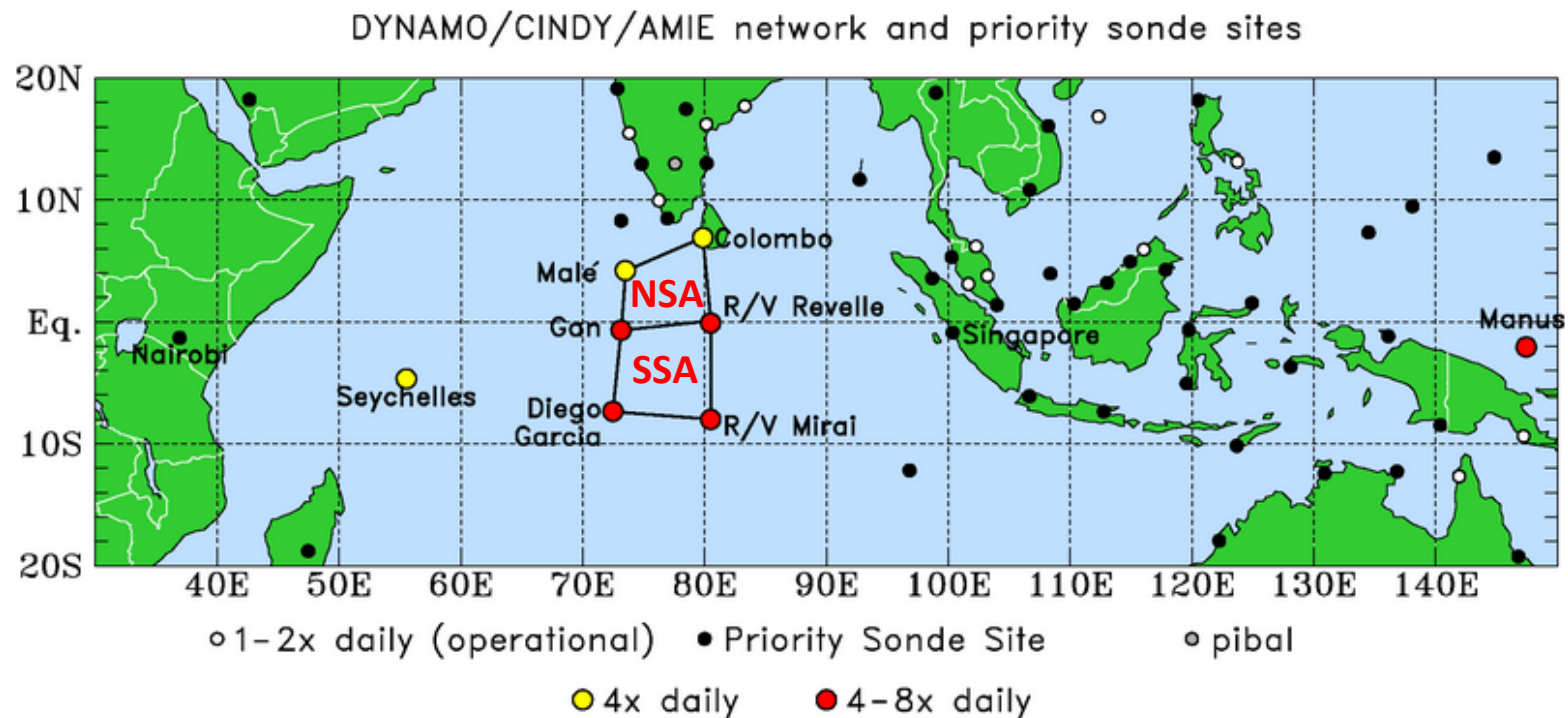 DYNAMO/CINDY/AMIE network and priority sonde sites
20N
10N
Eq.
10S
20S
Colombo
Malé
NSA
R/V Revelle
Gan
Singapore
Manus
Nairobi
SSA
Seychelles
Diego
Garcia
R/V Mirai
40E 50E 60E 70E 80E 90E 100E 110E 120E 130E 140E
1-2x daily (operational) Priority Sonde Site pibal
4x daily 4-8x daily